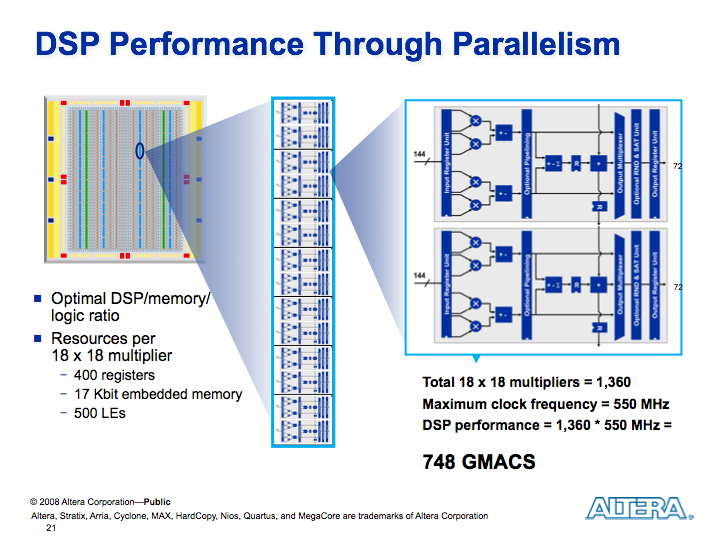 DSP Performance Through Parallelism
Optimal DSP/memory/
logic ratio
Resources per
18 x 18 multiplier
– 400 registers
– 17 Kbit embedded memory
– 500 LEs
144
Input Register Unit
+ -
+ -
Optional Pipelining
+ - Σ
R
+
R
Output Multiplexer
Optional RND & SAT Unit
Output Register Unit
72
144
Input Register Unit
+ -
+ -
Optional Pipelining
+ - Σ
R
+
R
Output Multiplexer
Optional RND & SAT Unit
Output Register Unit
72
Total 18 x 18 multipliers = 1,360
Maximum clock frequency = 550 MHz
DSP performance = 1,360 * 550 MHz =
748 GMACS
© 2008 Altera Corporation—Public
Altera, Stratix, Arria, Cyclone, MAX, HardCopy, Nios, Quartus, and MegaCore are trademarks of Altera Corporation
21
ALTERA®